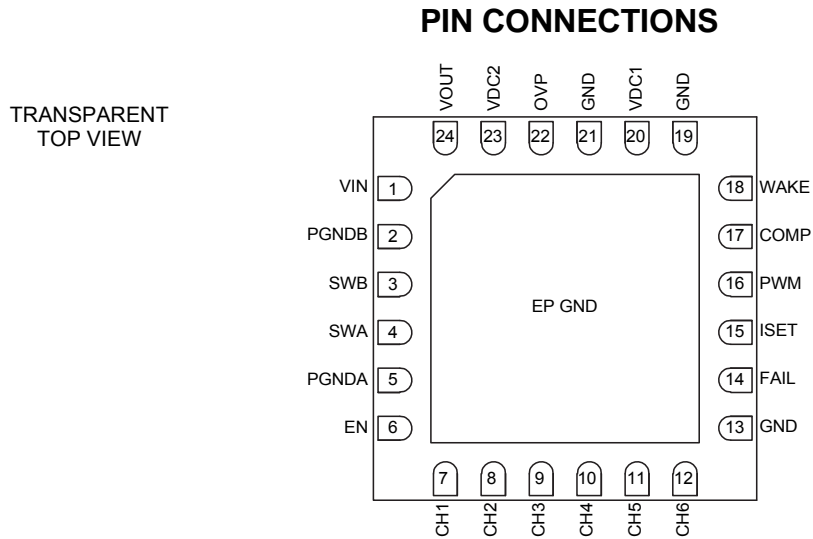 PIN CONNECTIONS
TRANSPARENT
TOP VIEW
VOUT
VDC2
OVP
GND
VDC1
GND
24
23
22
21
20
19
VIN 1
PGNDB 2
SWB 3
SWA 4
PGNDA 5
EN 6
EP GND
18 WAKE
17 COMP
16 PWM
15 ISET
14 FAIL
13 GND
7
8
9
10
11
12
CH1
CH2
CH3
CH4
CH5
CH6